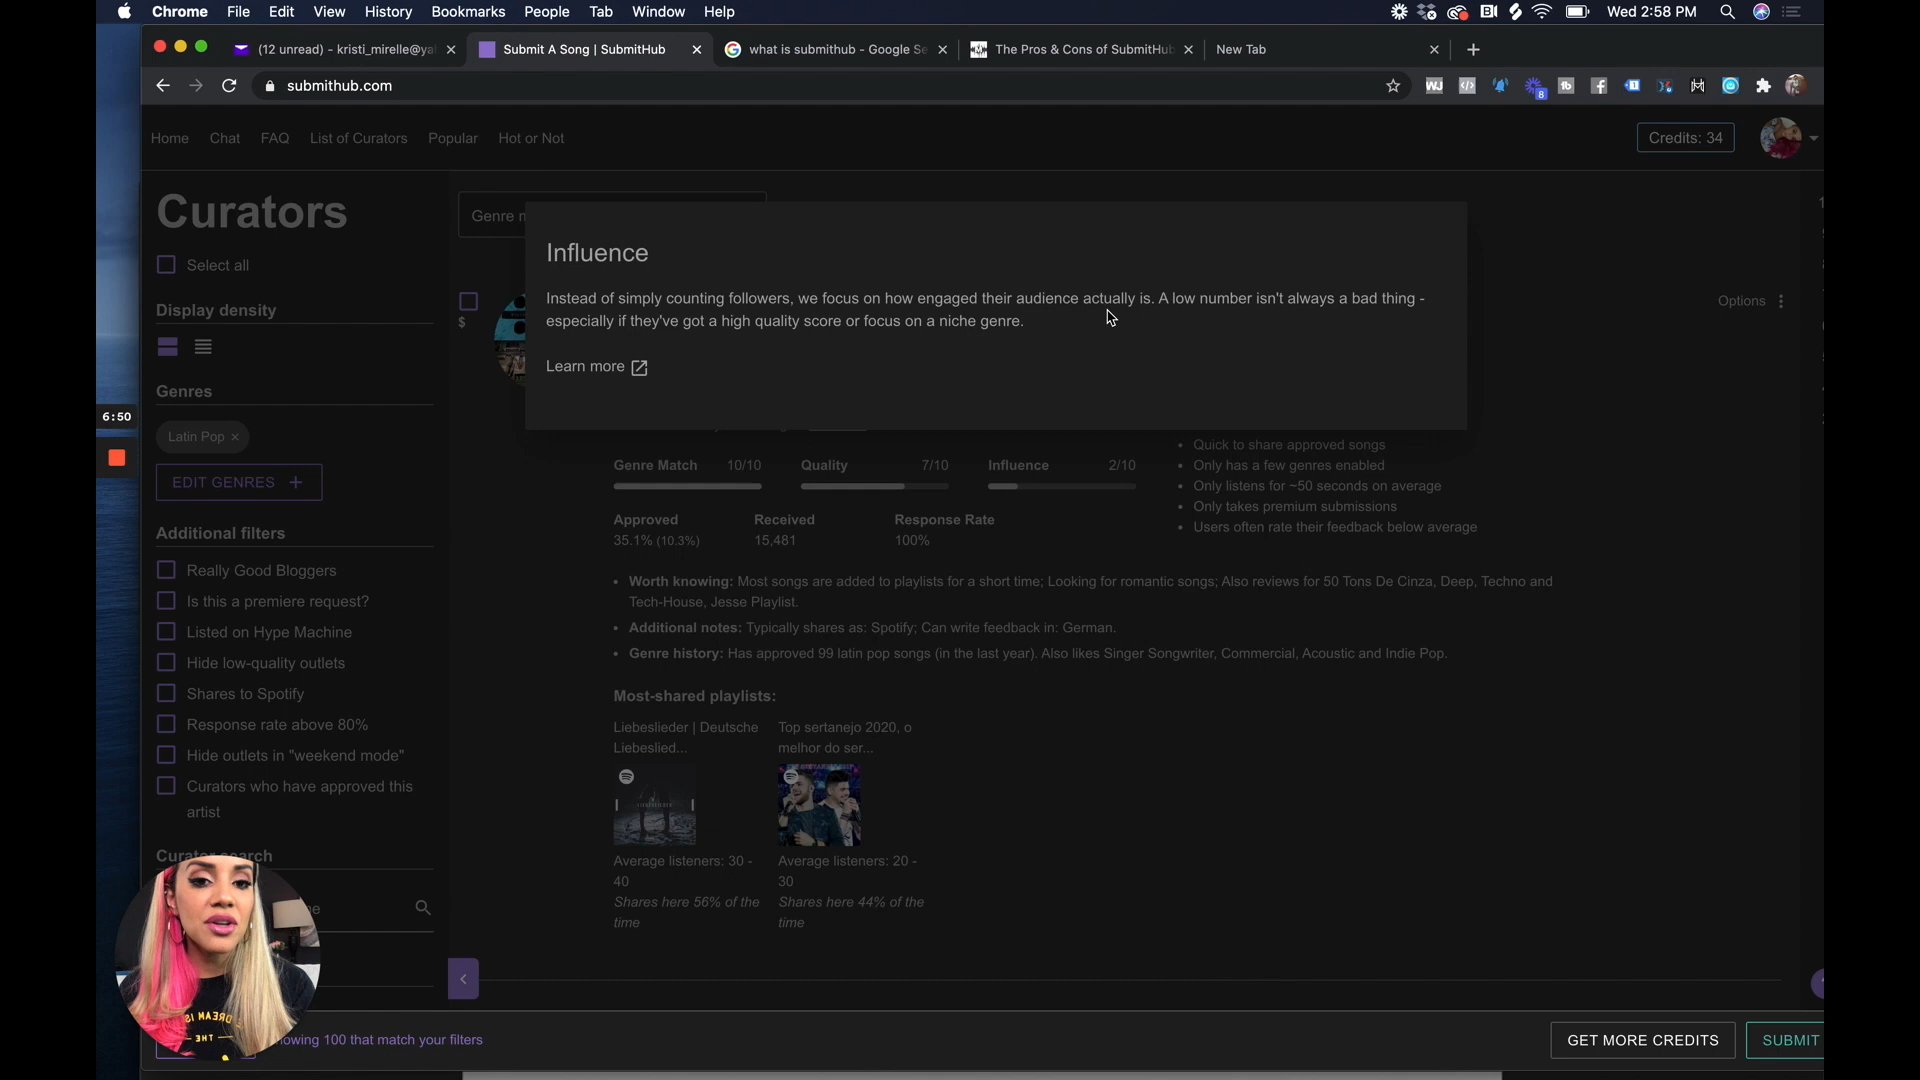 Chrome File Edit View History Bookmarks People Tab Window Help Wed 2:58 PM
(12 unread) - kristi_mirelle@ya
Submit A Song | SubmitHub
what is submithub - Google Se
The Pros & Cons of SubmitHub
New Tab
submithub.com
8
Home Chat FAQ List of Curators Popular Hot or Not
Credits: 34
Curators
Select all
Display density
Genres
Latin Pop ×
EDIT GENRES +
Additional filters
Really Good Bloggers
Is this a premiere request?
Listed on Hype Machine
Hide low-quality outlets
Shares to Spotify
Response rate above 80%
Hide outlets in "weekend mode"
Curators who have approved this
artist
Curator search
6:50
Genre
$
Options
Influence
Instead of simply counting followers, we focus on how engaged their audience actually is. A low number isn't always a bad thing -
especially if they've got a high quality score or focus on a niche genre.
Learn more
Genre Match 10/10 Quality 7/10 Influence 2/10
Approved Received Response Rate
35.1% (10.3%) 15,481 100%
• Quick to share approved songs
• Only has a few genres enabled
• Only listens for ~50 seconds on average
• Only takes premium submissions
• Users often rate their feedback below average
• Worth knowing: Most songs are added to playlists for a short time; Looking for romantic songs; Also reviews for 50 Tons De Cinza, Deep, Techno and
Tech-House, Jesse Playlist.
• Additional notes: Typically shares as: Spotify; Can write feedback in: German.
• Genre history: Has approved 99 latin pop songs (in the last year). Also likes Singer Songwriter, Commercial, Acoustic and Indie Pop.
Most-shared playlists:
Liebeslieder | Deutsche
Liebeslied...
Average listeners: 30 -
40
Shares here 56% of the
time
Top sertanejo 2020, o
melhor do ser...
Average listeners: 20 -
30
Shares here 44% of the
time
owing 100 that match your filters
GET MORE CREDITS
SUBMIT